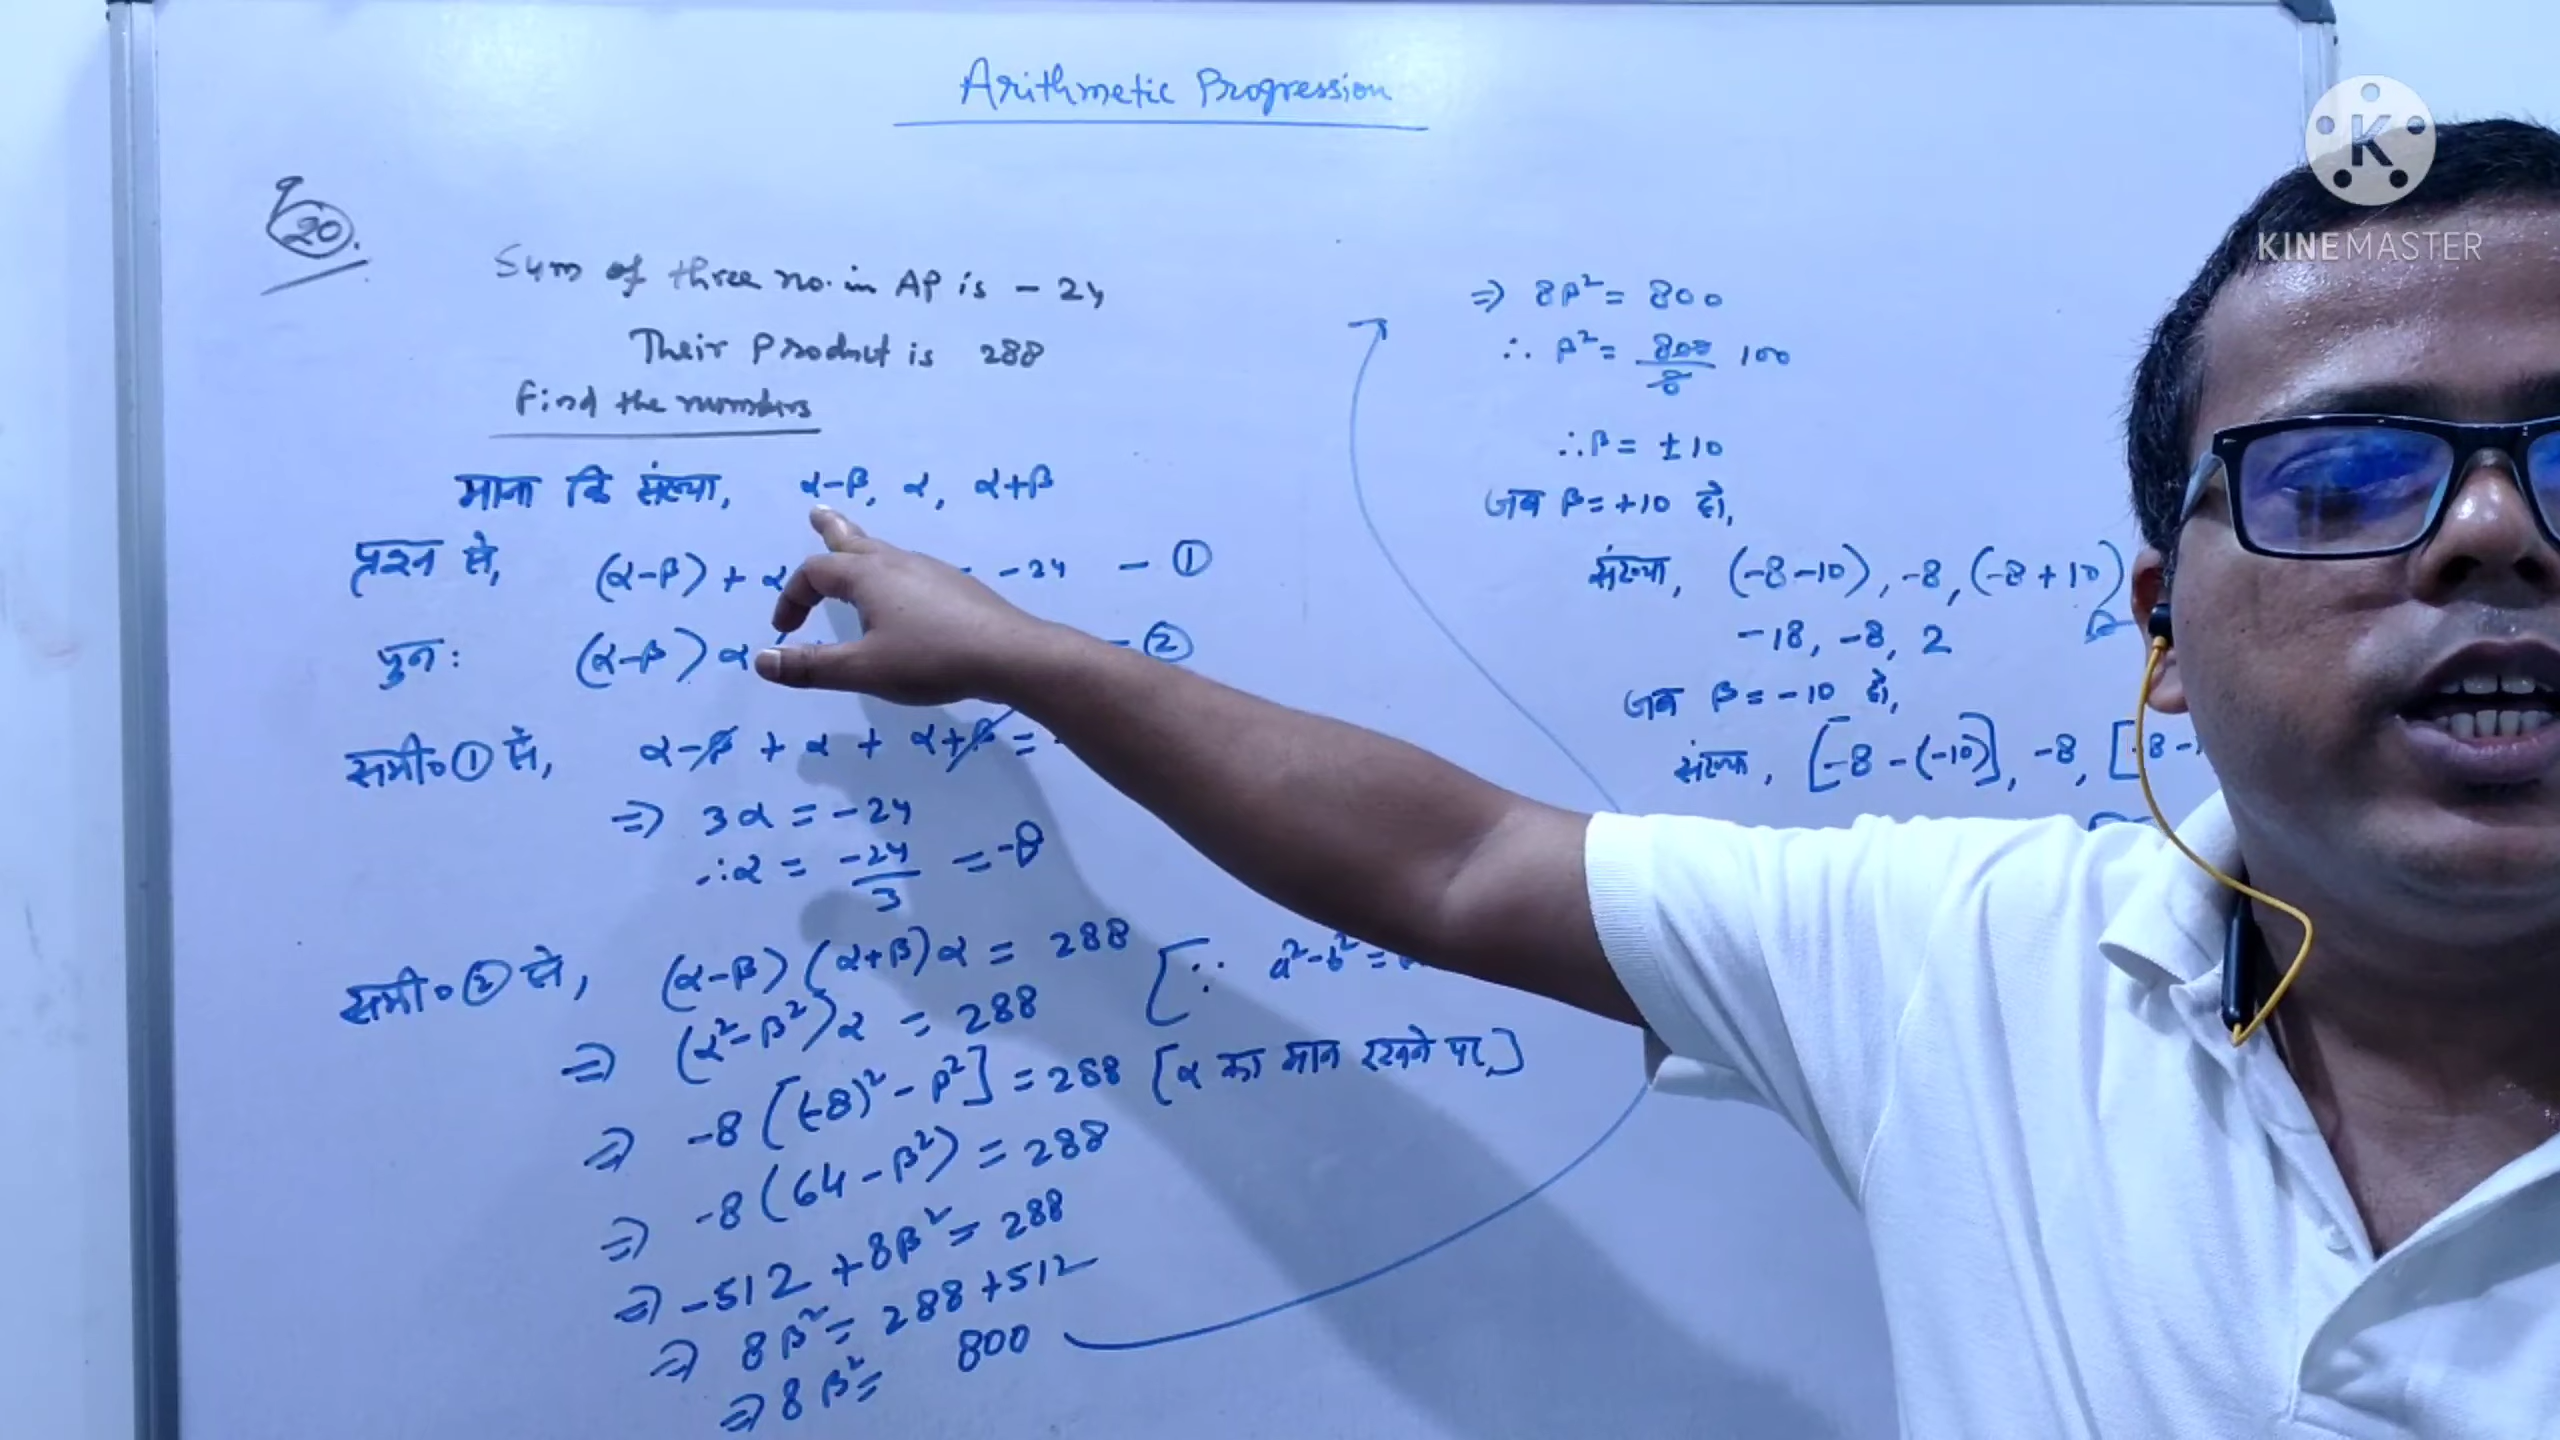 Arithmetic Progression
q 20.
Sum of three no. in AP is - 24
Their Product is 288
Find the numbers
माना कि संख्या, α-β, α, α+β
प्रश्न से, (α-β) + α - -24 - ①
पुनः (α-β) α - ②
समी० ① से, α-β + α + α+β =
⇒ 3α = -24
∴ α = -24/3 = -8
समी० ② से, (α-β) (α+β) α = 288 [∵ a²-b² =
⇒ (α²-β²) α = 288
⇒ -8 [(-8)² - β²] = 288 [α का मान रखने पर,]
⇒ -8 (64 - β²) = 288
⇒ -512 + 8β² = 288
⇒ 8β² = 288 + 512
⇒ 8β² = 800
⇒ 8β² = 800
∴ β² = 800/8 100
∴ β = ± 10
जब β = +10 हो,
संख्या, (-8-10), -8, (-8+10)
-18, -8, 2
जब β = -10 हो,
संख्या, [-8-(-10)], -8, [-8-
K
KINEMASTER